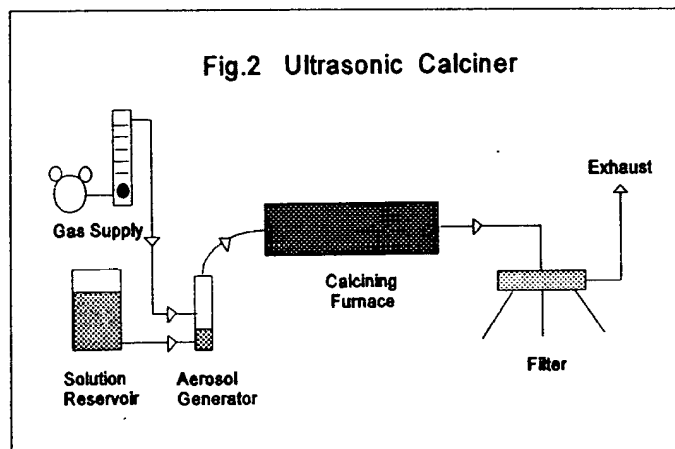 Fig.2 Ultrasonic Calciner
Exhaust
Gas Supply
Calcining
Furnace
Solution
Reservoir
Aerosol
Generator
Filter